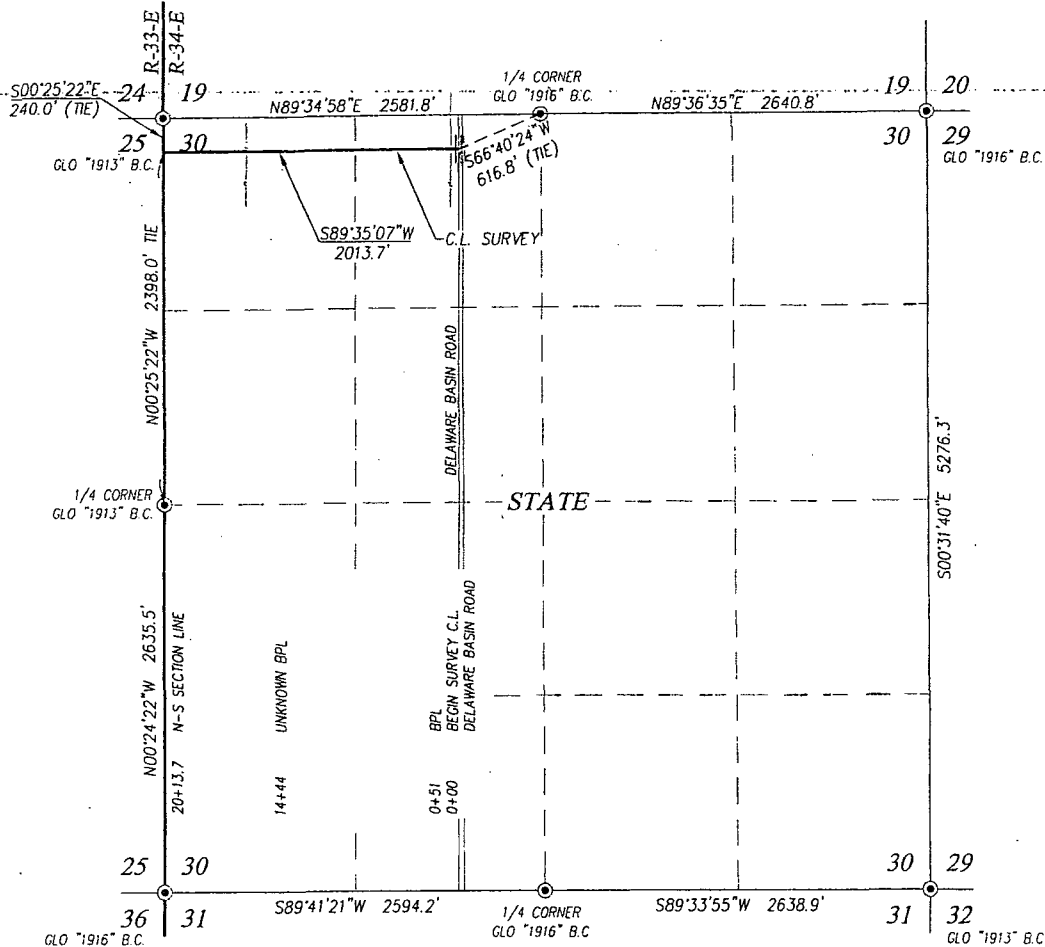 R-33-E
R-34-E
S00°25'22"E
240.0' (TIE)
24 19
N89°34'58"E 2581.8'
1/4 CORNER
GLO "1916" B.C.
N89°36'35"E 2640.8'
19 20
25 30
GLO "1913" B.C.
S66°40'24"W
616.8' (TIE)
30 29
GLO "1916" B.C.
S89°35'07"W
2013.7'
C.L. SURVEY
N00°25'22"W 2398.0' TIE
DELAWARE BASIN ROAD
1/4 CORNER
GLO "1913" B.C.
STATE
S00°31'40"E 5276.3'
N00°24'22"W 2635.5'
20+13.7 N-S SECTION LINE
14+44 UNKNOWN BPL
0+51 BPL
0+00 BEGIN SURVEY C.L.
DELAWARE BASIN ROAD
25 30
36 31
GLO "1916" B.C.
S89°41'21"W 2594.2'
1/4 CORNER
GLO "1916" B.C
S89°33'55"W 2638.9'
30 29
31 32
GLO "1913" B.C